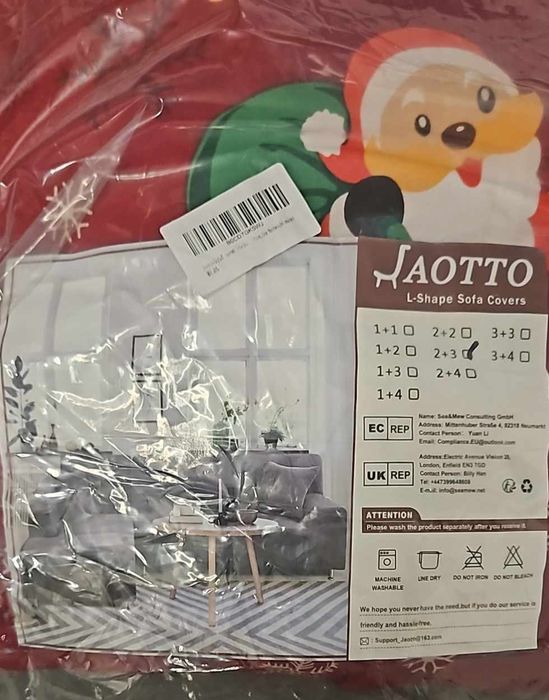 JAOTTO
L-Shape Sofa Covers
1+1 2+2 3+3
1+2 2+3 3+4
1+3 2+4
1+4
EC REP
Name: Sea&Mew Consulting GmbH
Address: Mittenhuber Straße 4, 92318 Neumarkt
Contact Person: Yuan Li
Email: Compliance.EU@outlook.com
UK REP
Address:Electric Avenue Vision 25,
London, Enfield EN3 7GD
Contact Person: Billy Han
Tel: +447399648608
E-mail: info@seamew.net
ATTENTION
Please wash the product separately after you receive it.
MACHINE WASHABLE
LINE DRY
DO NOT IRON
DO NOT BLEACH
We hope you never have the need,but if you do our service is
friendly and hasslefree.
: Support_Jaott@163.com